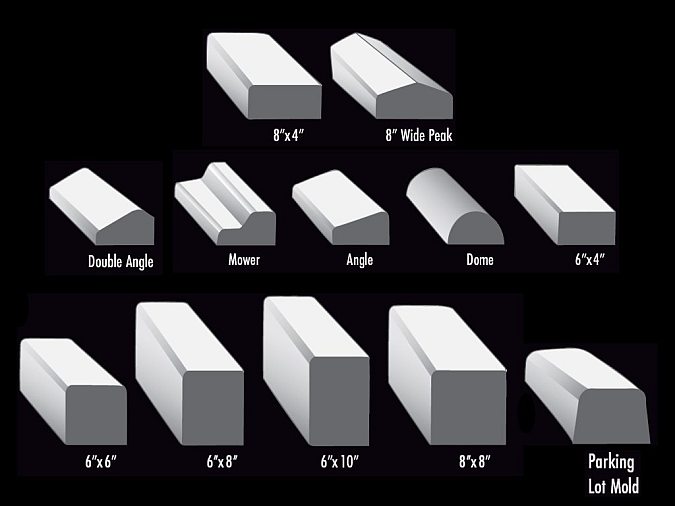 8"x4"
8" Wide Peak
Double Angle
Mower
Angle
Dome
6"x4"
6"x6"
6"x8"
6"x10"
8"x8"
Parking
Lot Mold